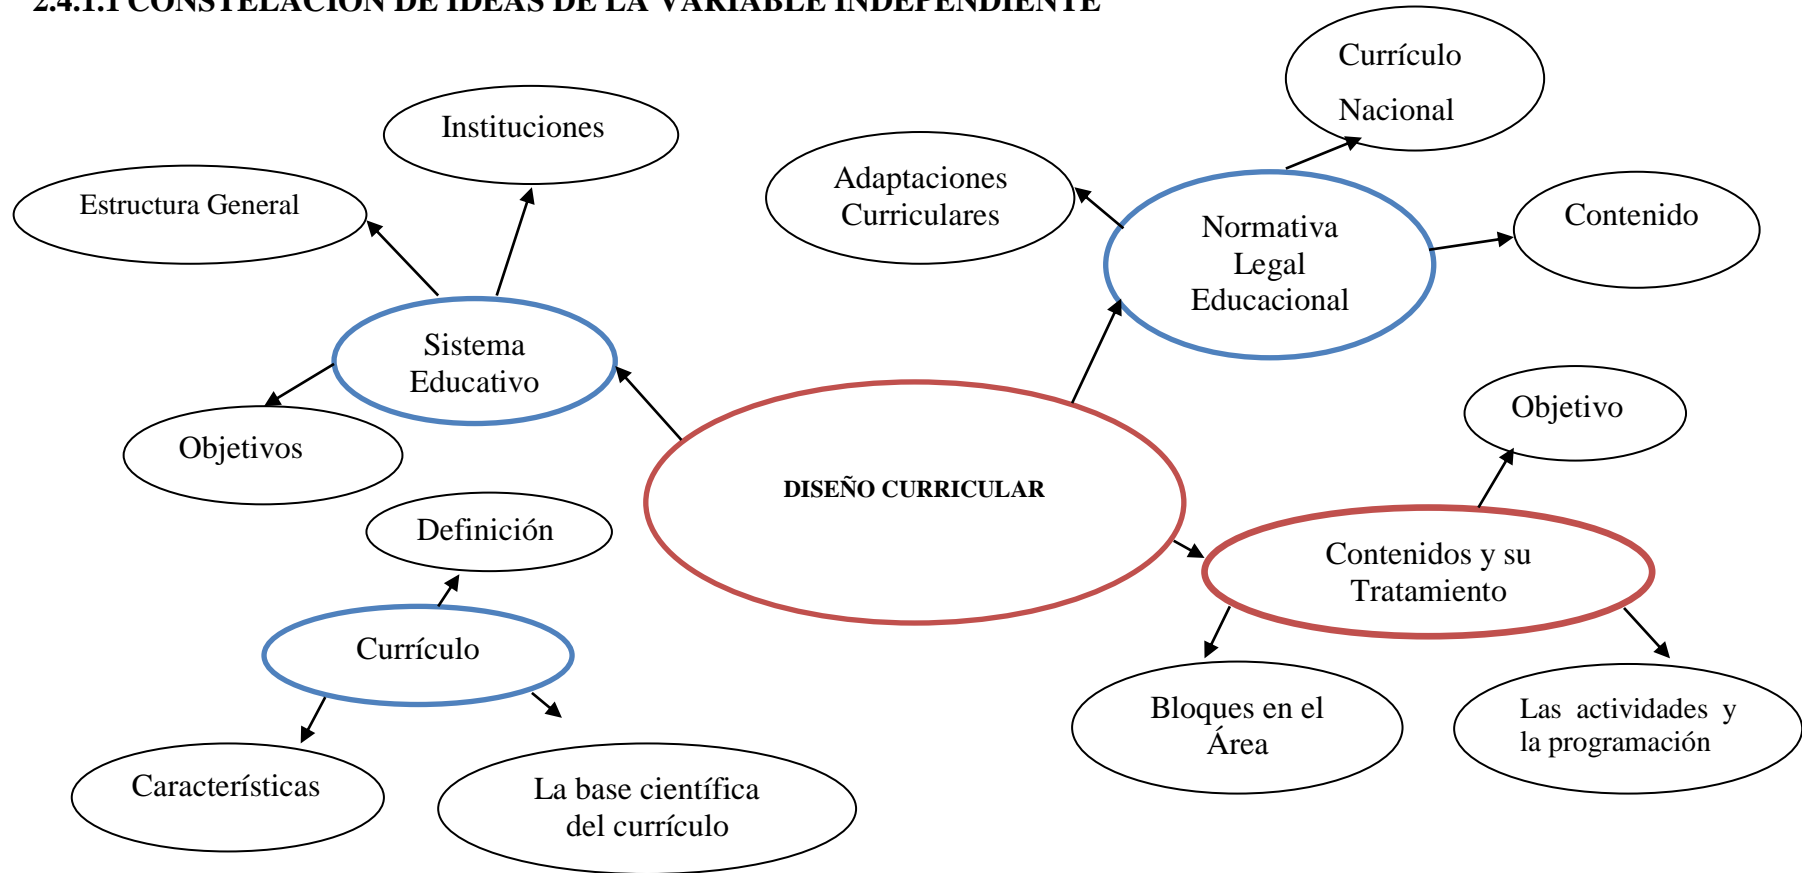 2.4.1.1 CONSTELACIÓN DE IDEAS DE LA VARIABLE INDEPENDIENTE
Currículo
Nacional
Instituciones
Adaptaciones
Curriculares
Estructura General
Normativa
Legal
Educacional
Contenido
Sistema
Educativo
Objetivos
Objetivo
DISEÑO CURRICULAR
Definición
Contenidos y su
Tratamiento
Currículo
Bloques en el
Área
Las actividades y
la programación
Características
La base científica
del currículo